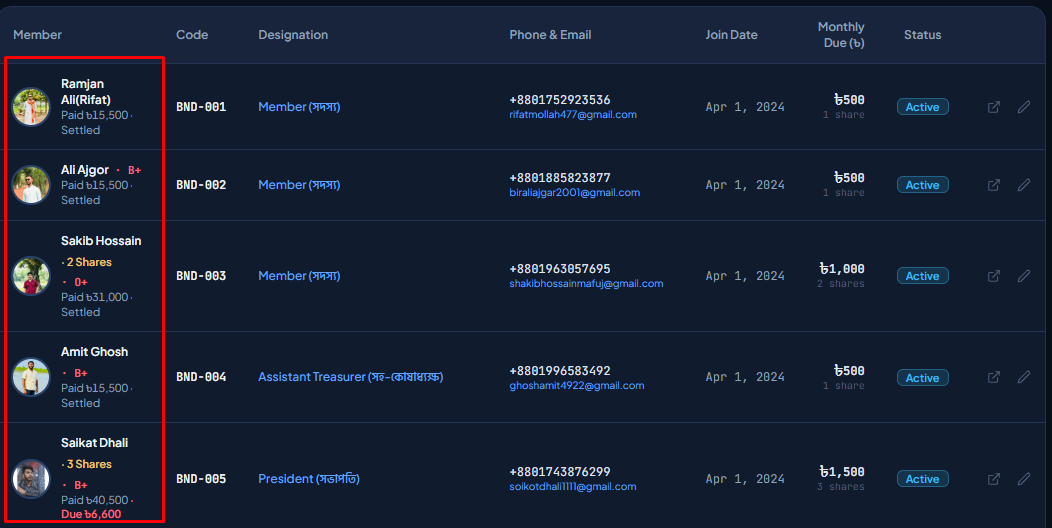 Member Code Designation Phone & Email Join Date Monthly Due (৳) Status
Ramjan Ali(Rifat)
Paid ৳15,500 · Settled
BND-001 Member (সদস্য) +8801752923536
rifatmollah477@gmail.com
Apr 1, 2024 ৳500
1 share
Active
Ali Ajgor · B+
Paid ৳15,500 · Settled
BND-002 Member (সদস্য) +8801885823877
biraliajgar2001@gmail.com
Apr 1, 2024 ৳500
1 share
Active
Sakib Hossain
· 2 Shares
· O+
Paid ৳31,000 · Settled
BND-003 Member (সদস্য) +8801963057695
shakibhossainmafuj@gmail.com
Apr 1, 2024 ৳1,000
2 shares
Active
Amit Ghosh
· B+
Paid ৳15,500 · Settled
BND-004 Assistant Treasurer (সহ-কোষাধ্যক্ষ) +8801996583492
ghoshamit4922@gmail.com
Apr 1, 2024 ৳500
1 share
Active
Saikat Dhali
· 3 Shares
· B+
Paid ৳40,500 · Due ৳6,600
BND-005 President (সভাপতি) +8801743876299
soikotdhali1111@gmail.com
Apr 1, 2024 ৳1,500
3 shares
Active